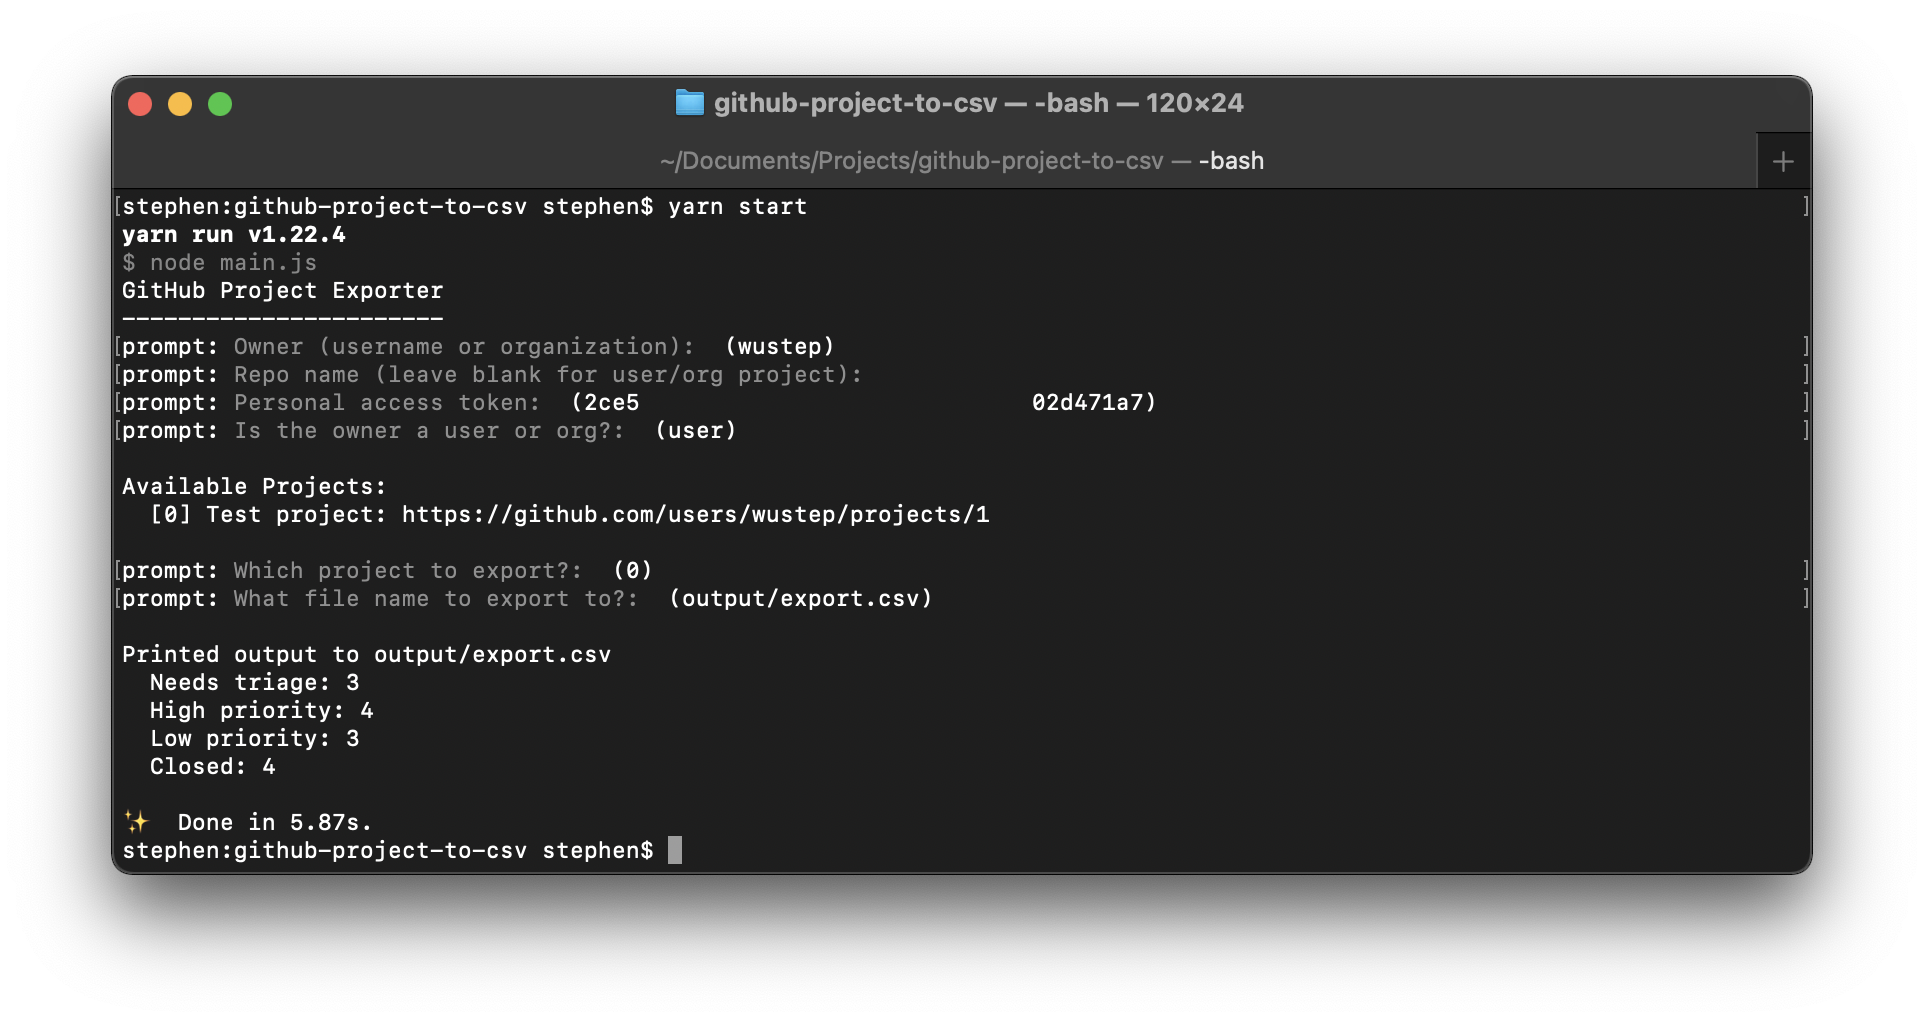 github-project-to-csv — -bash — 120×24
~/Documents/Projects/github-project-to-csv — -bash
[stephen:github-project-to-csv stephen$ yarn start ]
yarn run v1.22.4
$ node main.js
GitHub Project Exporter
-----------------------
[prompt: Owner (username or organization):  (wustep) ]
[prompt: Repo name (leave blank for user/org project): ]
[prompt: Personal access token:  (2ce5                            02d471a7) ]
[prompt: Is the owner a user or org?:  (user) ]
Available Projects:
  [0] Test project: https://github.com/users/wustep/projects/1
[prompt: Which project to export?:  (0) ]
[prompt: What file name to export to?:  (output/export.csv) ]
Printed output to output/export.csv
  Needs triage: 3
  High priority: 4
  Low priority: 3
  Closed: 4
✨  Done in 5.87s.
stephen:github-project-to-csv stephen$